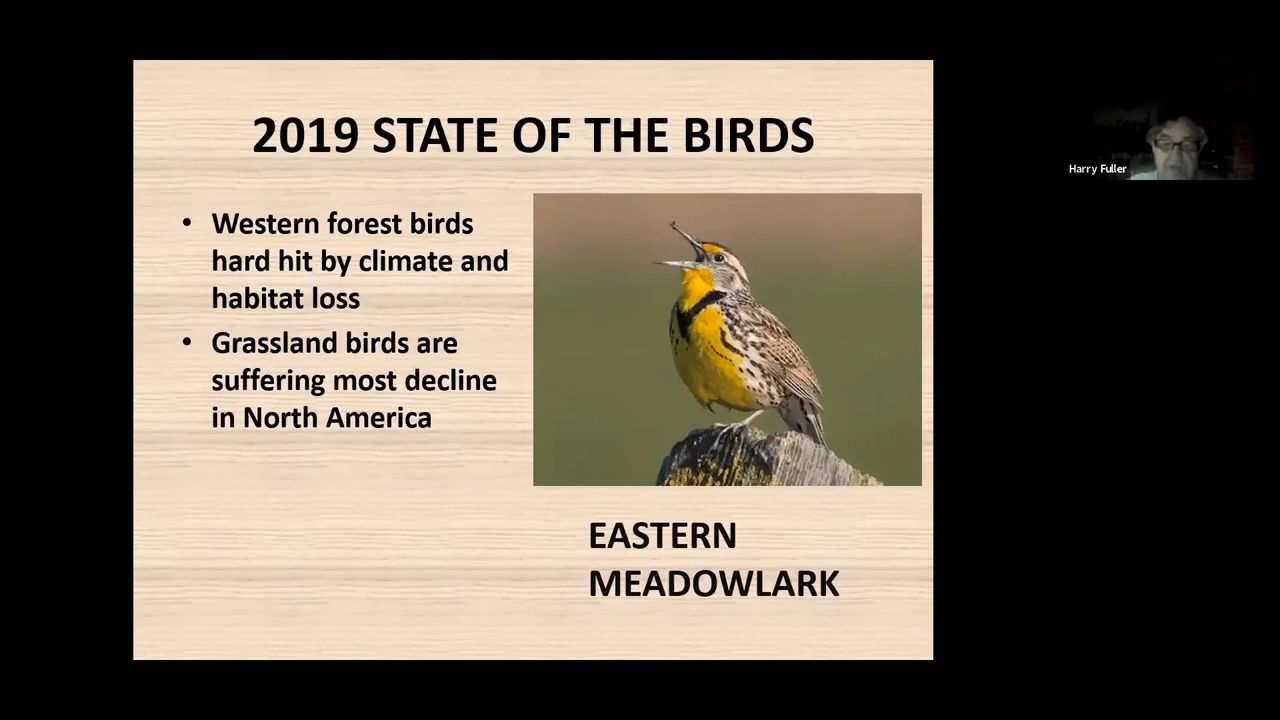 2019 STATE OF THE BIRDS
• Western forest birds
hard hit by climate and
habitat loss
• Grassland birds are
suffering most decline
in North America
EASTERN
MEADOWLARK
Harry Fuller